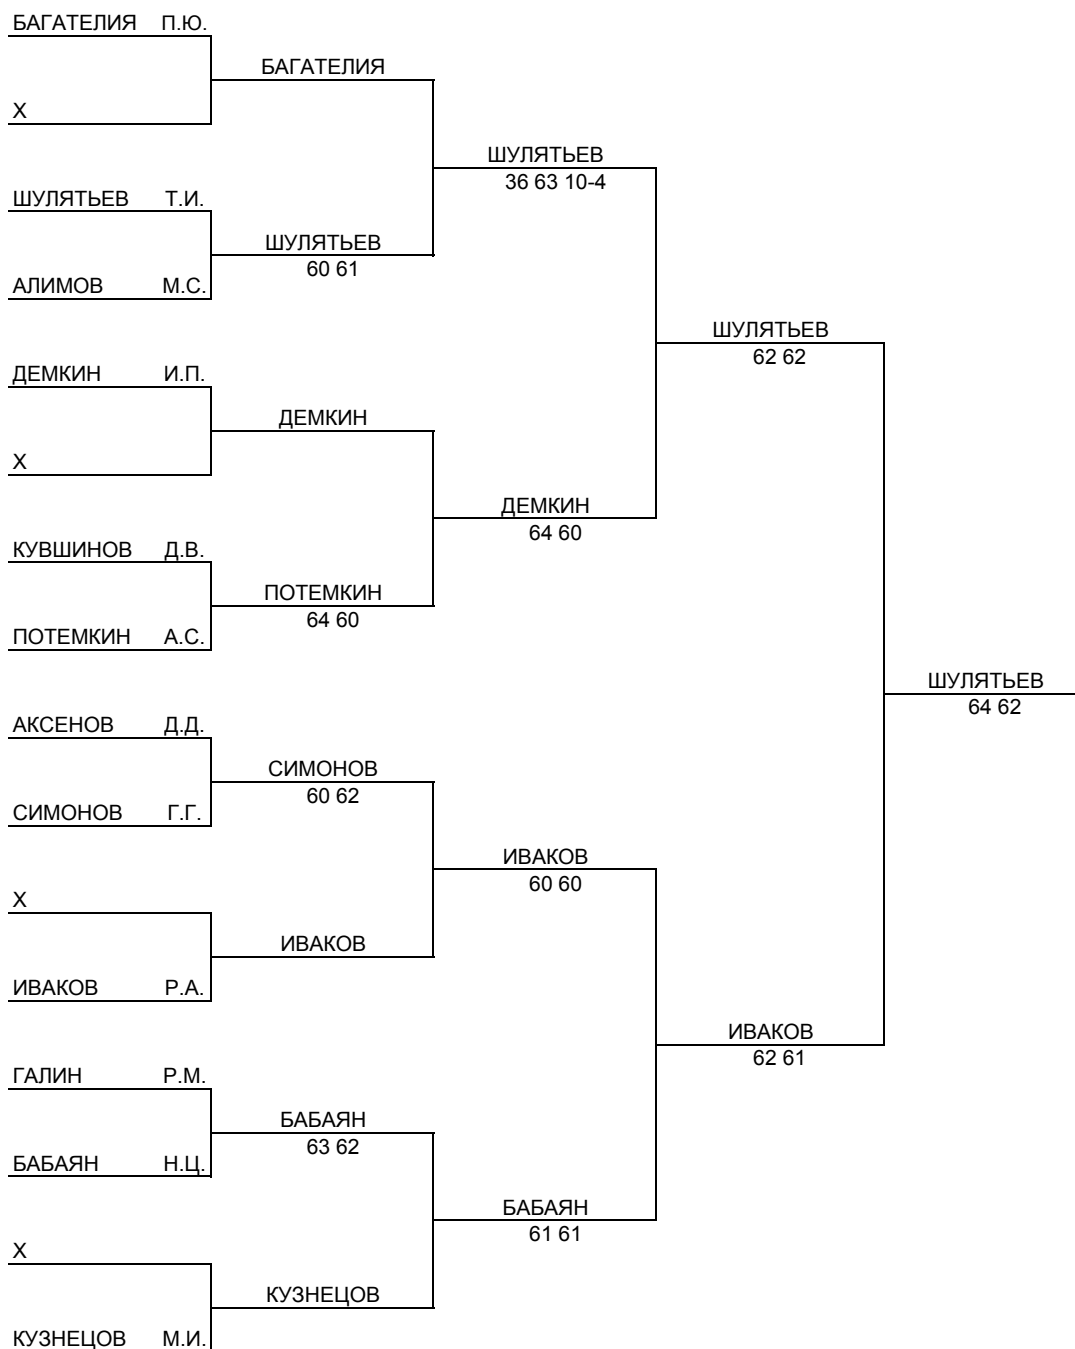 БАГАТЕЛИЯ П.Ю.
БАГАТЕЛИЯ
X
ШУЛЯТЬЕВ
36 63 10-4
ШУЛЯТЬЕВ Т.И.
ШУЛЯТЬЕВ
60 61
АЛИМОВ М.С.
ШУЛЯТЬЕВ
62 62
ДЕМКИН И.П.
ДЕМКИН
X
ДЕМКИН
64 60
КУВШИНОВ Д.В.
ПОТЕМКИН
64 60
ПОТЕМКИН А.С.
ШУЛЯТЬЕВ
64 62
АКСЕНОВ Д.Д.
СИМОНОВ
60 62
СИМОНОВ Г.Г.
ИВАКОВ
60 60
X
ИВАКОВ
ИВАКОВ Р.А.
ИВАКОВ
62 61
ГАЛИН Р.М.
БАБАЯН
63 62
БАБАЯН Н.Ц.
БАБАЯН
61 61
X
КУЗНЕЦОВ
КУЗНЕЦОВ М.И.